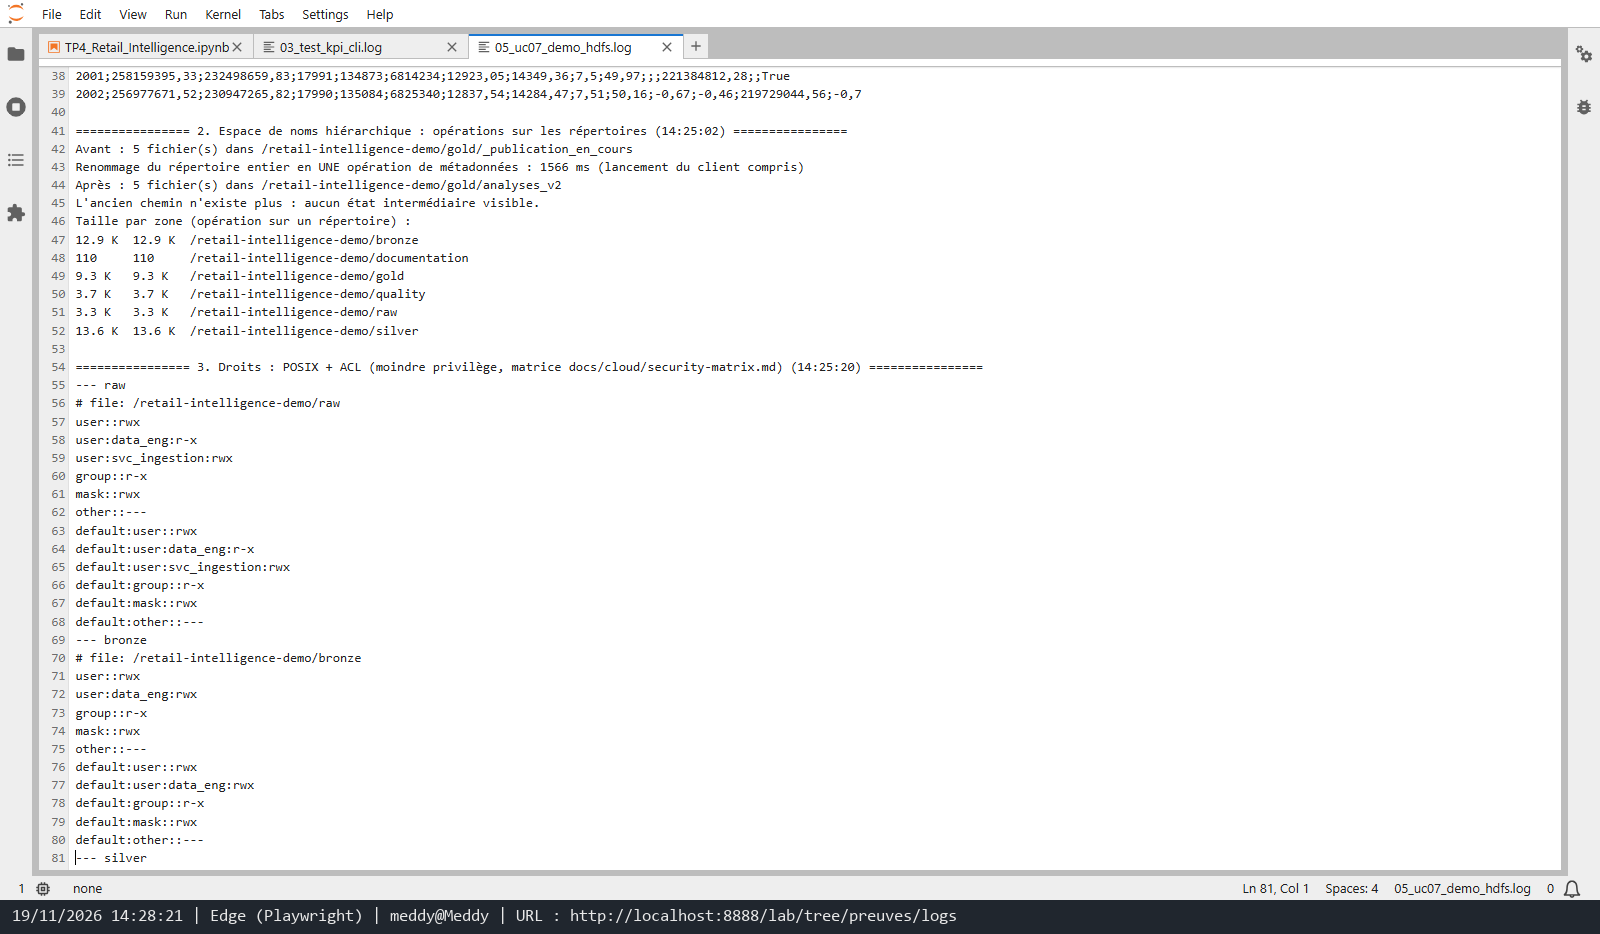 File Edit View Run Kernel Tabs Settings Help
TP4_Retail_Intelligence.ipynb 03_test_kpi_cli.log 05_uc07_demo_hdfs.log
38 2001;258159395,33;232498659,83;17991;134873;6814234;12923,05;14349,36;7,5;49,97;;;221384812,28;;True
39 2002;256977671,52;230947265,82;17990;135084;6825340;12837,54;14284,47;7,51;50,16;-0,67;-0,46;219729044,56;-0,7
40
41 ================ 2. Espace de noms hiérarchique : opérations sur les répertoires (14:25:02) ================
42 Avant : 5 fichier(s) dans /retail-intelligence-demo/gold/_publication_en_cours
43 Renommage du répertoire entier en UNE opération de métadonnées : 1566 ms (lancement du client compris)
44 Après : 5 fichier(s) dans /retail-intelligence-demo/gold/analyses_v2
45 L'ancien chemin n'existe plus : aucun état intermédiaire visible.
46 Taille par zone (opération sur un répertoire) :
47 12.9 K  12.9 K  /retail-intelligence-demo/bronze
48 110     110     /retail-intelligence-demo/documentation
49 9.3 K   9.3 K   /retail-intelligence-demo/gold
50 3.7 K   3.7 K   /retail-intelligence-demo/quality
51 3.3 K   3.3 K   /retail-intelligence-demo/raw
52 13.6 K  13.6 K  /retail-intelligence-demo/silver
53
54 ================ 3. Droits : POSIX + ACL (moindre privilège, matrice docs/cloud/security-matrix.md) (14:25:20) ================
55 --- raw
56 # file: /retail-intelligence-demo/raw
57 user::rwx
58 user:data_eng:r-x
59 user:svc_ingestion:rwx
60 group::r-x
61 mask::rwx
62 other::---
63 default:user::rwx
64 default:user:data_eng:r-x
65 default:user:svc_ingestion:rwx
66 default:group::r-x
67 default:mask::rwx
68 default:other::---
69 --- bronze
70 # file: /retail-intelligence-demo/bronze
71 user::rwx
72 user:data_eng:rwx
73 group::r-x
74 mask::rwx
75 other::---
76 default:user::rwx
77 default:user:data_eng:rwx
78 default:group::r-x
79 default:mask::rwx
80 default:other::---
81 --- silver
1 none Ln 81, Col 1 Spaces: 4 05_uc07_demo_hdfs.log 0
19/11/2026 14:28:21 | Edge (Playwright) | meddy@Meddy | URL : http://localhost:8888/lab/tree/preuves/logs